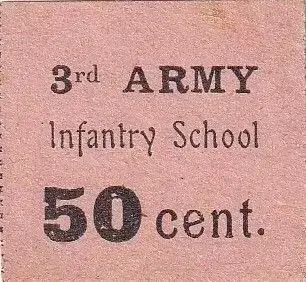 3rd ARMY
Infantry School
50 cent.